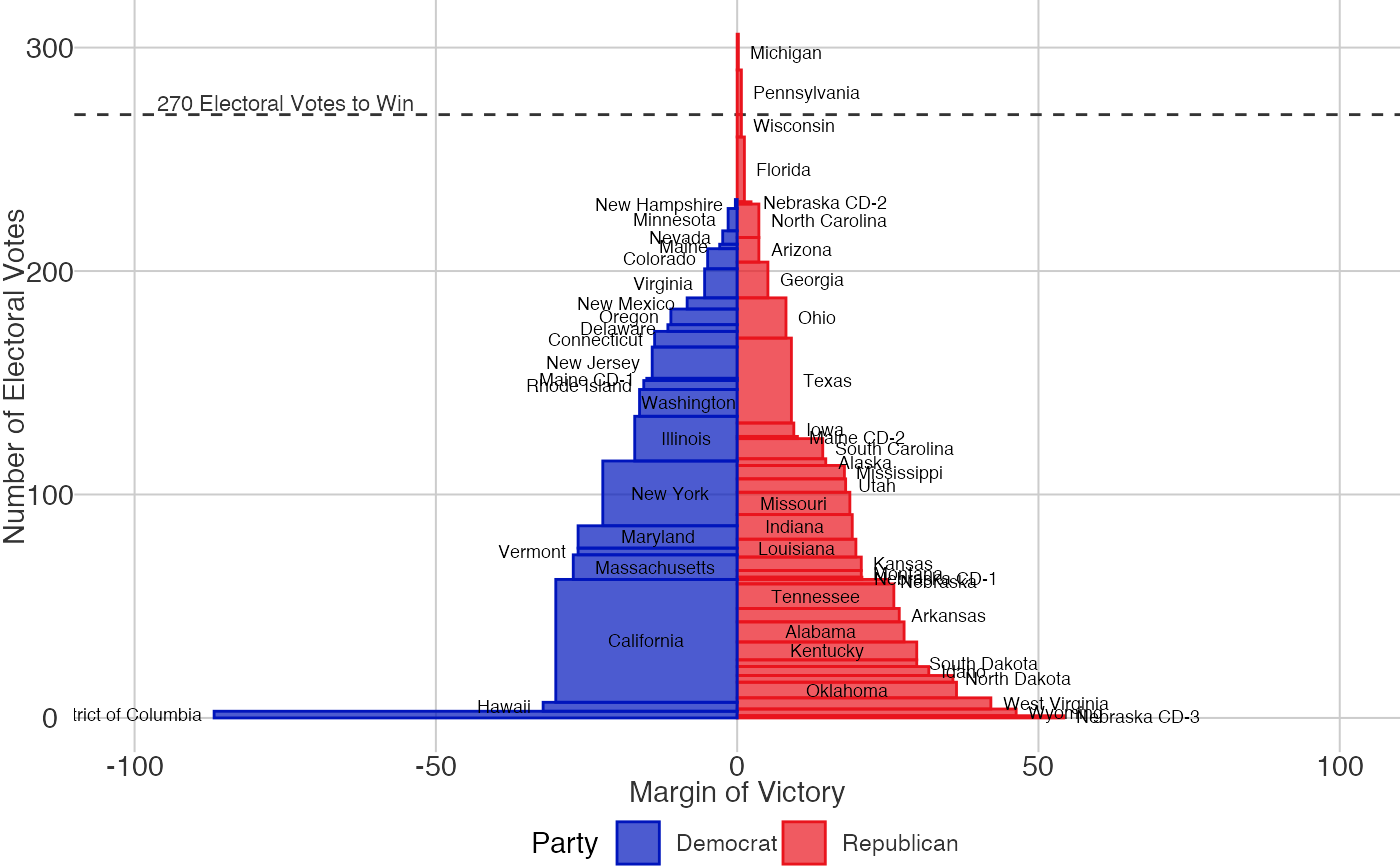 300
Michigan
Pennsylvania
270 Electoral Votes to Win
Wisconsin
Florida
New Hampshire
Nebraska CD-2
Minnesota
North Carolina
Nevada
Maine
Arizona
Colorado
200
Virginia
Georgia
New Mexico
Oregon
Ohio
Delaware
Connecticut
New Jersey
Maine CD-1
Texas
Rhode Island
Washington
Iowa
Illinois
Maine CD-2
South Carolina
Alaska
Mississippi
Utah
100
New York
Missouri
Indiana
Maryland
Louisiana
Vermont
Kansas
Massachusetts
Montana
Nebraska CD-1
Nebraska
Tennessee
Arkansas
Alabama
California
Kentucky
South Dakota
Idaho
North Dakota
Oklahoma
Hawaii
West Virginia
Wyoming
trict of Columbia
Nebraska CD-3
0
Number of Electoral Votes
-100 -50 0 50 100
Margin of Victory
Party Democrat Republican